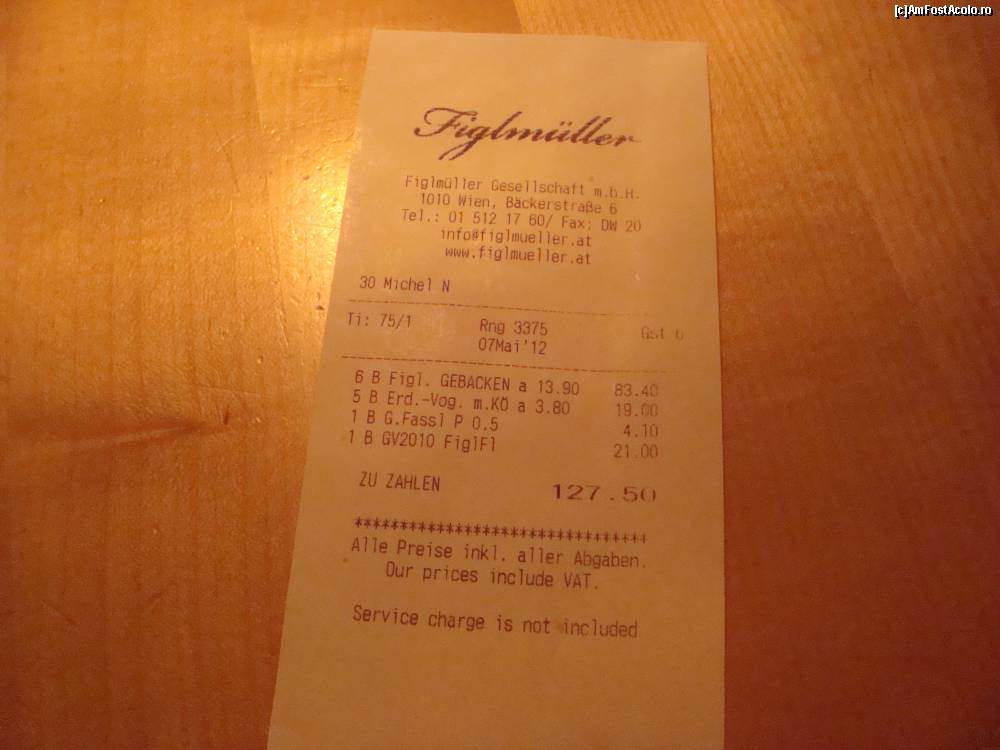 [c]AmFostAcolo.ro
Figlmüller
Figlmüller Gesellschaft m.b.H.
1010 Wien, Bäckerstraße 6
Tel.: 01 512 17 60/ Fax: DW 20
info@figlmueller.at
www.figlmueller.at
30 Michel N
Ti: 75/1 Rng 3375 Gst 6
07Mai'12
6 B Figl. GEBACKEN a 13.90 83.40
5 B Erd.-Vog. m.KÖ a 3.80 19.00
1 B G.Fassl P 0.5 4.10
1 B GV2010 FiglFl 21.00
ZU ZAHLEN 127.50
*********************************
Alle Preise inkl. aller Abgaben.
Our prices include VAT.
Service charge is not included